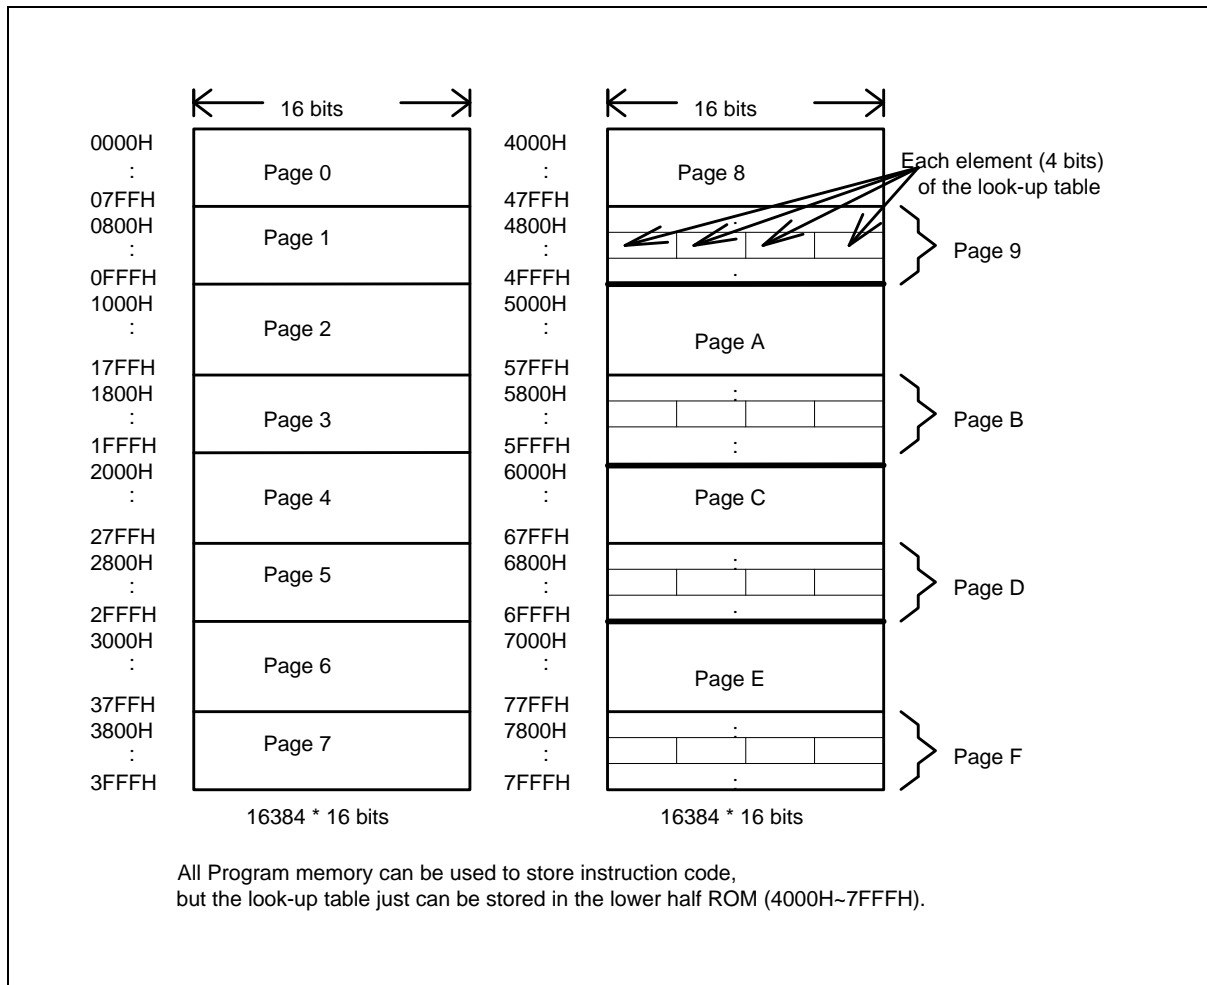 16 bits
0000H
:
07FFH
Page 0
0800H
:
0FFFH
Page 1
1000H
:
17FFH
Page 2
1800H
:
1FFFH
Page 3
2000H
:
27FFH
Page 4
2800H
:
2FFFH
Page 5
3000H
:
37FFH
Page 6
3800H
:
3FFFH
Page 7
16384 * 16 bits
16 bits
4000H
:
47FFH
Page 8
Each element (4 bits)
of the look-up table
4800H
:
4FFFH
:
:
Page 9
5000H
:
57FFH
Page A
5800H
:
5FFFH
:
:
Page B
6000H
:
67FFH
Page C
6800H
:
6FFFH
:
:
Page D
7000H
:
77FFH
Page E
7800H
:
7FFFH
:
:
Page F
16384 * 16 bits
All Program memory can be used to store instruction code,
but the look-up table just can be stored in the lower half ROM (4000H~7FFFH).